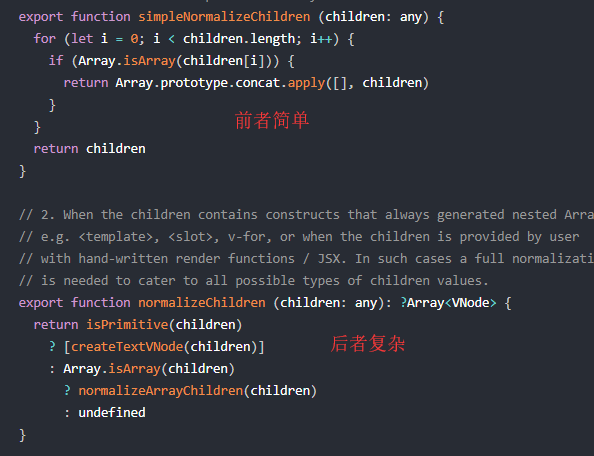 export function simpleNormalizeChildren (children: any) {
for (let i = 0; i < children.length; i++) {
if (Array.isArray(children[i])) {
return Array.prototype.concat.apply([], children)
}
前者简单
}
return children
}
// 2. When the children contains constructs that always generated nested Arra
// e.g. <template>, <slot>, v-for, or when the children is provided by user
// with hand-written render functions / JSX. In such cases a full normalizati
// is needed to cater to all possible types of children values.
export function normalizeChildren (children: any): ?Array<VNode> {
return isPrimitive(children)
后者复杂
? [createTextVNode(children)]
: Array.isArray(children)
? normalizeArrayChildren(children)
: undefined
}